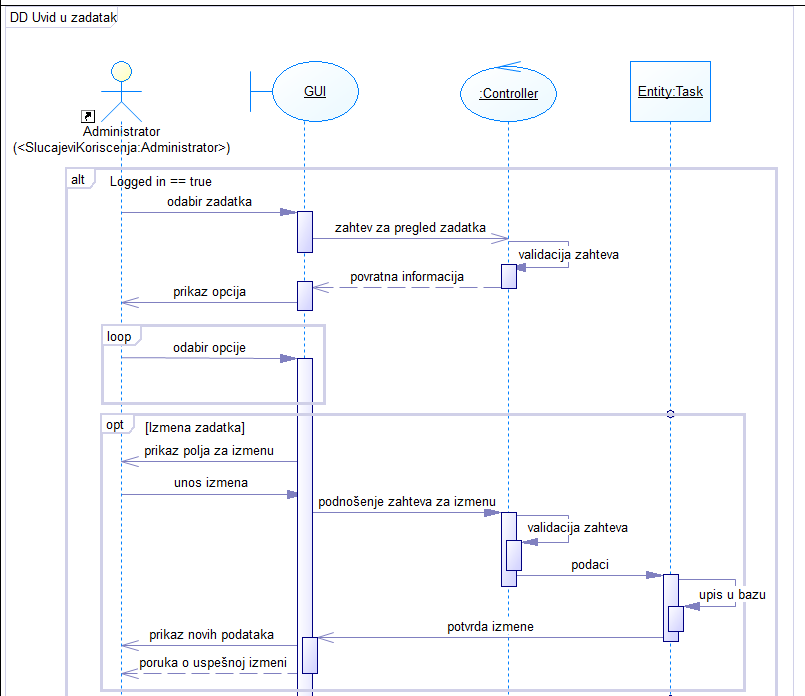 DD Uvid u zadatak
GUI
:Controller
Entity:Task
Administrator
(<SlucajeviKoriscenja:Administrator>)
alt
Logged in == true
odabir zadatka
zahtev za pregled zadatka
validacija zahteva
povratna informacija
prikaz opcija
loop
odabir opcije
opt
[Izmena zadatka]
prikaz polja za izmenu
unos izmena
podnošenje zahteva za izmenu
validacija zahteva
podaci
upis u bazu
potvrda izmene
prikaz novih podataka
poruka o uspešnoj izmeni